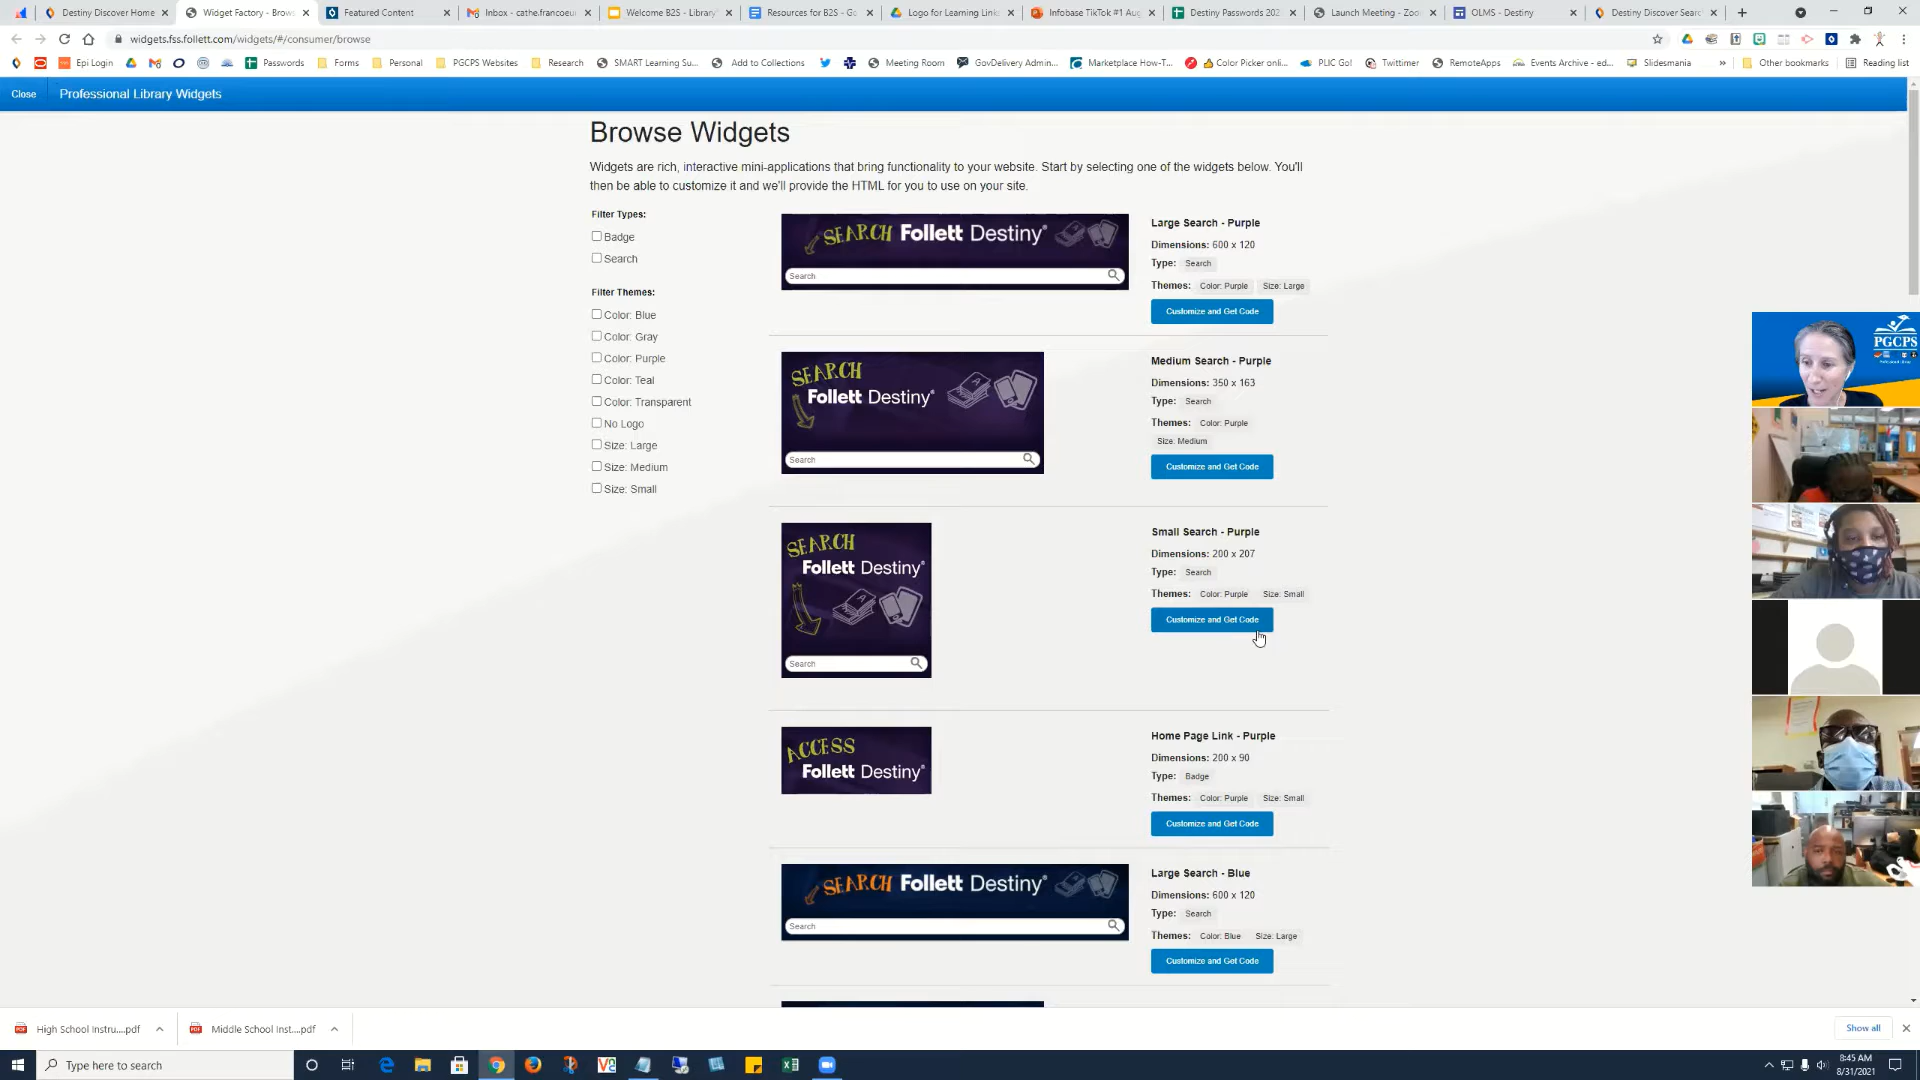 Destiny Discover Home
Widget Factory - Brows
Featured Content
Inbox - cathe.francoeu
Welcome B2S - Library
Resources for B2S - Go
Logo for Learning Link
Infobase TikTok #1 Aug
Destiny Passwords 202
Launch Meeting - Zoo
OLMS - Destiny
Destiny Discover Sear
widgets.fss.follett.com/widgets/#/consumer/browse
Epi Login
Passwords
Forms
Personal
PGCPS Websites
Research
SMART Learning Su...
Add to Collections
Meeting Room
GovDelivery Admin...
Marketplace How-T...
Color Picker onli...
PLIC Go!
Twittimer
RemoteApps
Events Archive - ed...
Slidesmania
Other bookmarks
Reading list
Close
Professional Library Widgets
Browse Widgets
Widgets are rich, interactive mini-applications that bring functionality to your website. Start by selecting one of the widgets below. You'll
then be able to customize it and we'll provide the HTML for you to use on your site.
Filter Types:
Badge
Search
Filter Themes:
Color: Blue
Color: Gray
Color: Purple
Color: Teal
Color: Transparent
No Logo
Size: Large
Size: Medium
Size: Small
SEARCH Follett Destiny®
Search
Large Search - Purple
Dimensions: 600 x 120
Type: Search
Themes: Color: Purple Size: Large
Customize and Get Code
SEARCH
Follett Destiny®
Search
Medium Search - Purple
Dimensions: 350 x 163
Type: Search
Themes: Color: Purple
Size: Medium
Customize and Get Code
SEARCH
Follett Destiny®
Search
Small Search - Purple
Dimensions: 200 x 207
Type: Search
Themes: Color: Purple Size: Small
Customize and Get Code
ACCESS
Follett Destiny®
Home Page Link - Purple
Dimensions: 200 x 90
Type: Badge
Themes: Color: Purple Size: Small
Customize and Get Code
SEARCH Follett Destiny®
Search
Large Search - Blue
Dimensions: 600 x 120
Type: Search
Themes: Color: Blue Size: Large
Customize and Get Code
PGCPS
High School Instru....pdf
Middle School Inst....pdf
Show all
Type here to search
8:45 AM
8/31/2021